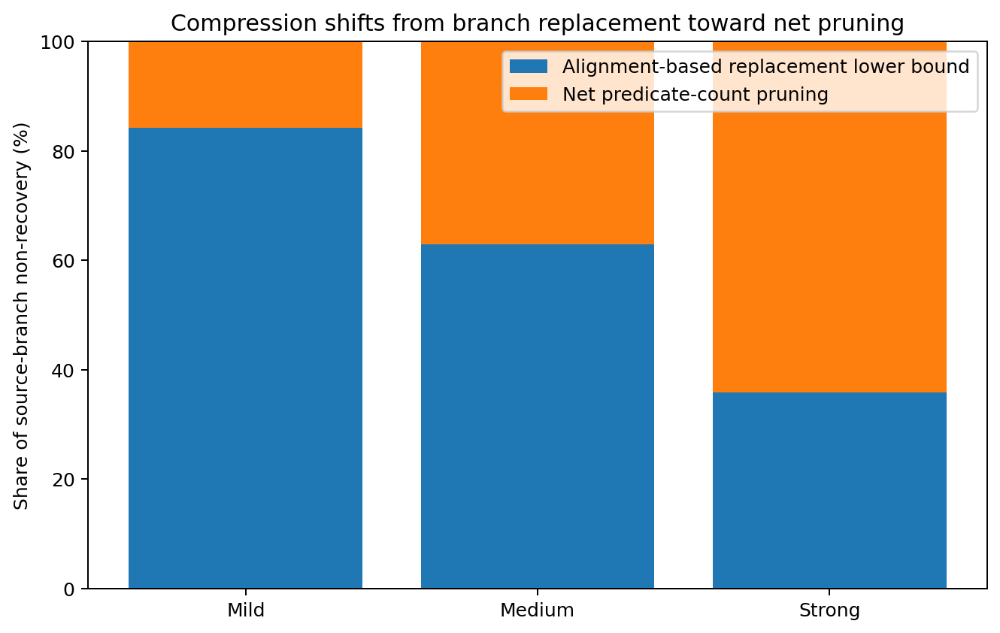 Compression shifts from branch replacement toward net pruning
Share of source-branch non-recovery (%)
100
80
60
40
20
0
Alignment-based replacement lower bound
Net predicate-count pruning
Mild
Medium
Strong